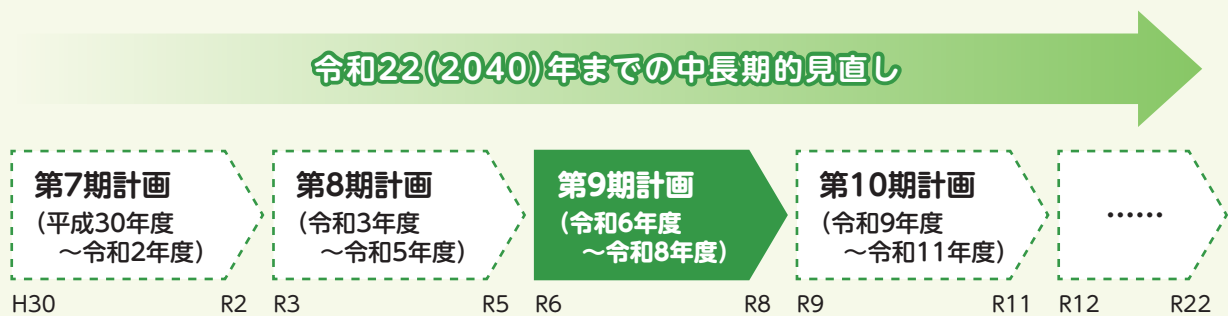 令和22(2040)年までの中長期的見直し
第7期計画
(平成30年度
～令和2年度)
第8期計画
(令和3年度
～令和5年度)
第9期計画
(令和6年度
～令和8年度)
第10期計画
(令和9年度
～令和11年度)
……
H30 R2 R3 R5 R6 R8 R9 R11 R12 R22